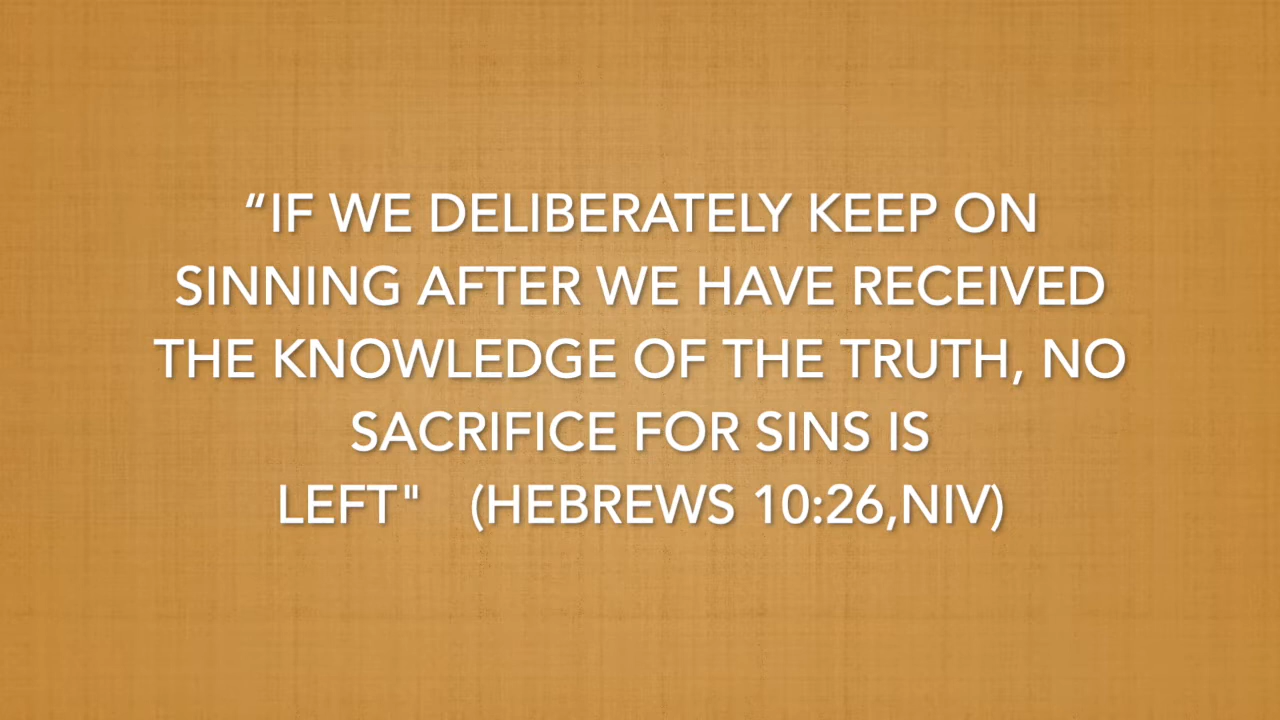 “IF WE DELIBERATELY KEEP ON
SINNING AFTER WE HAVE RECEIVED
THE KNOWLEDGE OF THE TRUTH, NO
SACRIFICE FOR SINS IS
LEFT" (HEBREWS 10:26,NIV)